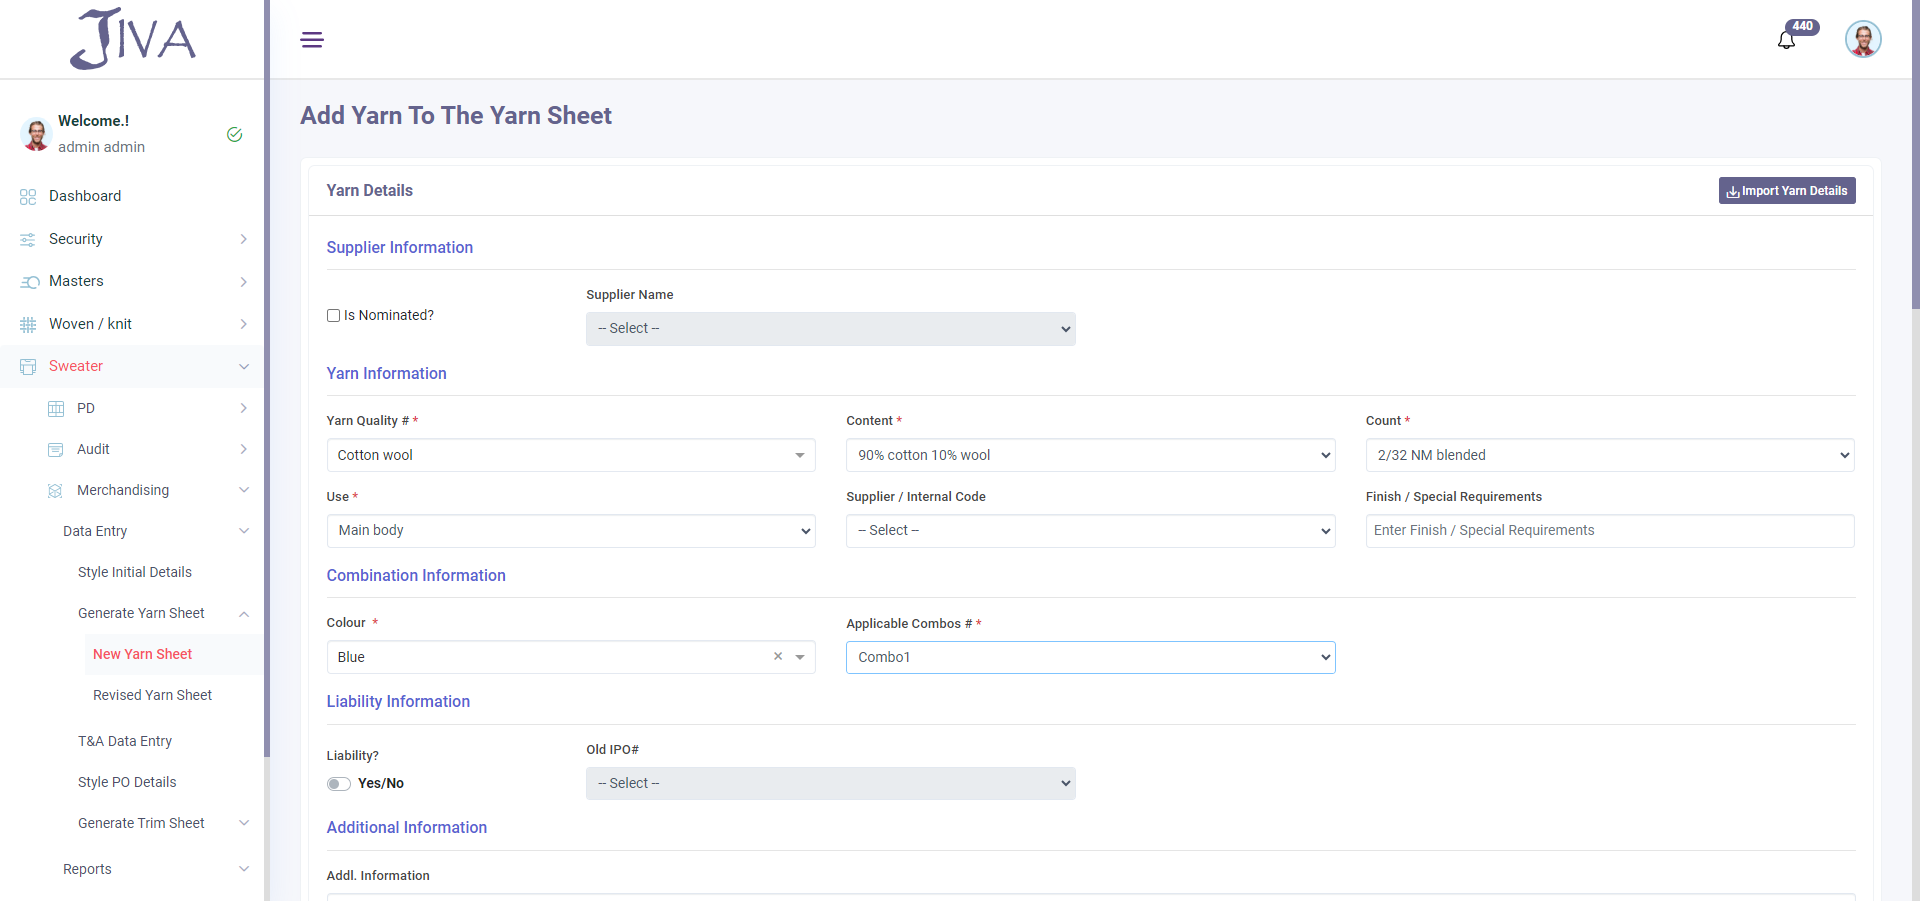 JIVA
440
Welcome.!
admin admin
Dashboard
Security
Masters
Woven / knit
Sweater
PD
Audit
Merchandising
Data Entry
Style Initial Details
Generate Yarn Sheet
New Yarn Sheet
Revised Yarn Sheet
T&A Data Entry
Style PO Details
Generate Trim Sheet
Reports
Add Yarn To The Yarn Sheet
Yarn Details
Import Yarn Details
Supplier Information
Is Nominated?
Supplier Name
-- Select --
Yarn Information
Yarn Quality # *
Content *
Count *
Cotton wool
90% cotton 10% wool
2/32 NM blended
Use *
Supplier / Internal Code
Finish / Special Requirements
Main body
-- Select --
Enter Finish / Special Requirements
Combination Information
Colour *
Applicable Combos # *
Blue
Combo1
Liability Information
Liability?
Old IPO#
Yes/No
-- Select --
Additional Information
Addl. Information